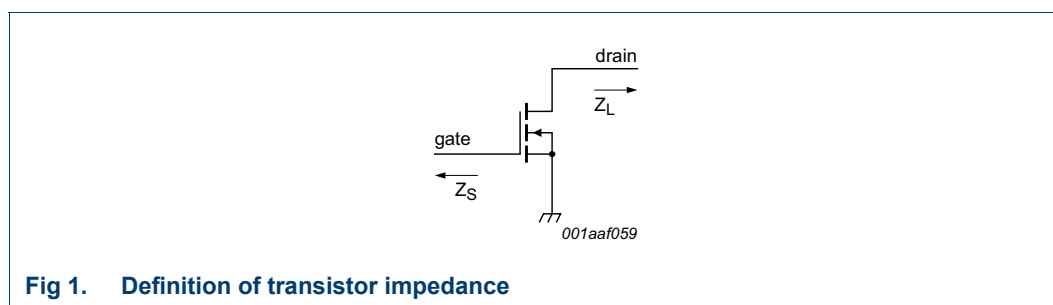 drain
Z_L
gate
Z_S
001aaf059
Fig 1. Definition of transistor impedance